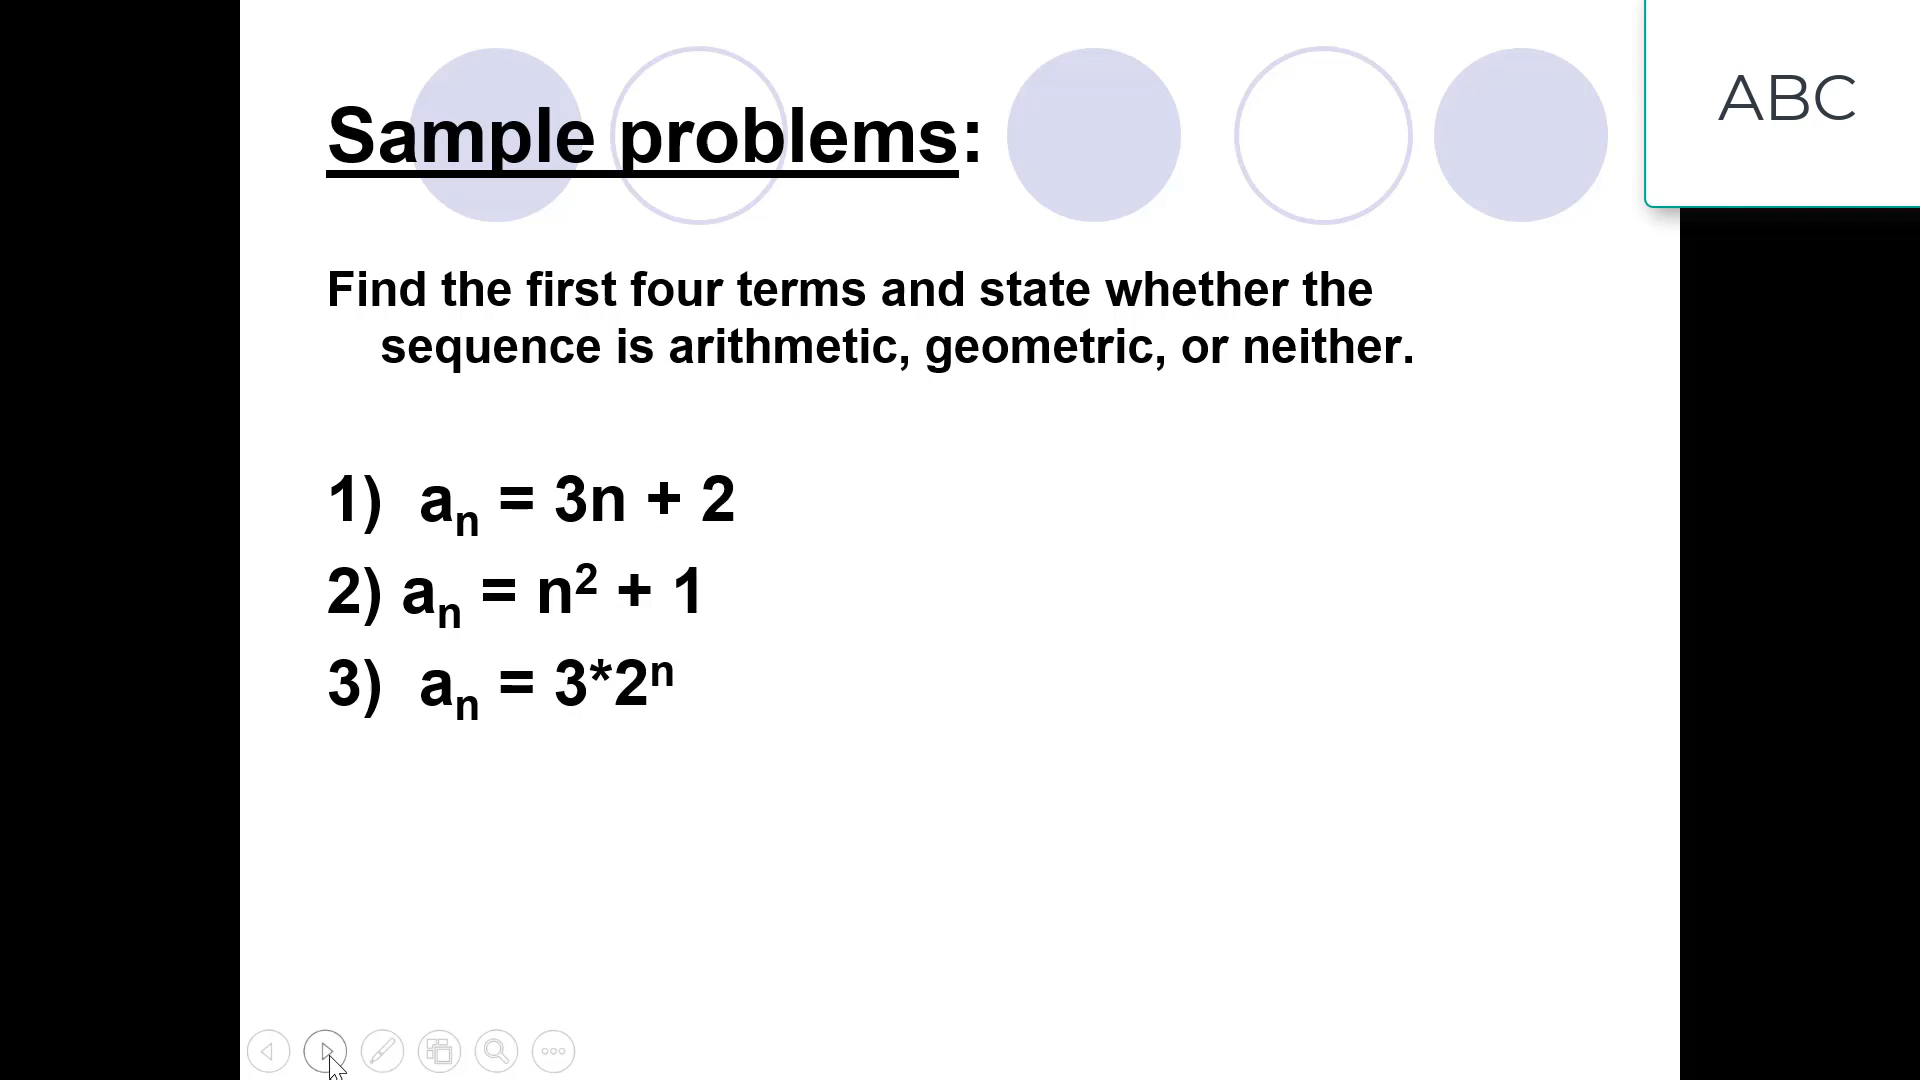 Sample problems:
ABC
Find the first four terms and state whether the
sequence is arithmetic, geometric, or neither.
1) aₙ = 3n + 2
2) aₙ = n² + 1
3) aₙ = 3*2ⁿ